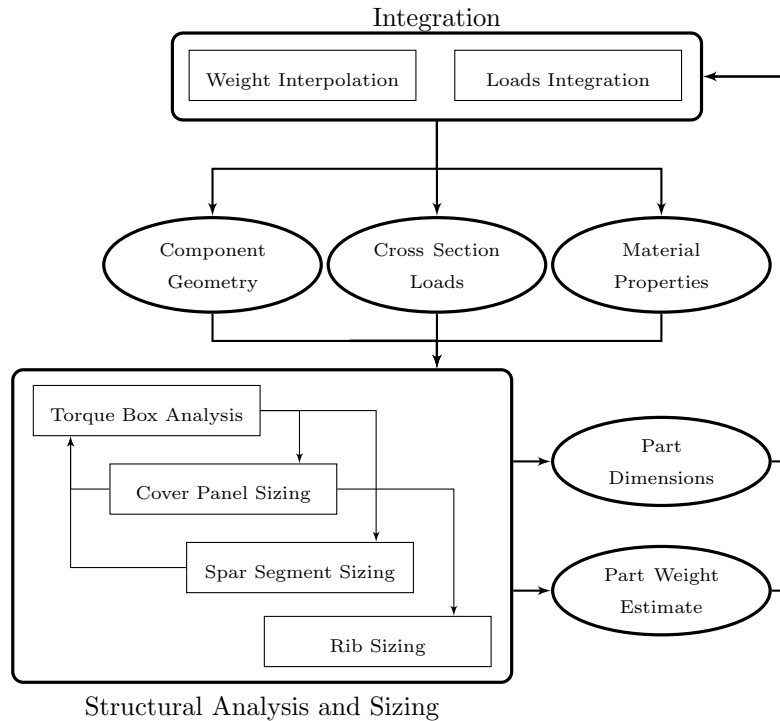 Integration
Weight Interpolation
Loads Integration
Component
Geometry
Cross Section
Loads
Material
Properties
Torque Box Analysis
Cover Panel Sizing
Spar Segment Sizing
Rib Sizing
Part
Dimensions
Part Weight
Estimate
Structural Analysis and Sizing